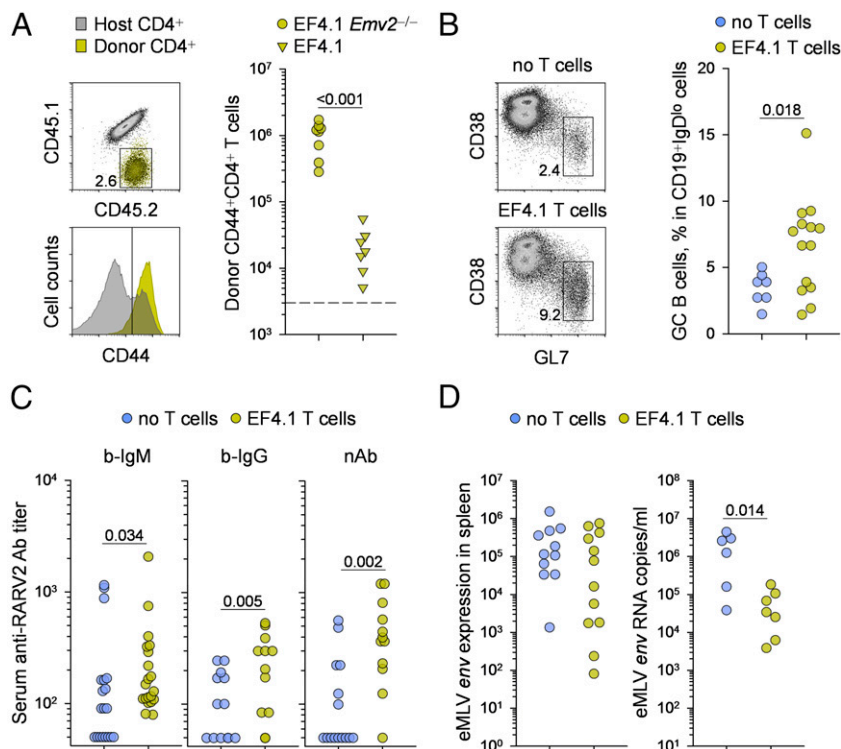 A
Host CD4+
Donor CD4+
EF4.1 Emv2−/−
EF4.1
CD45.1
2.6
CD45.2
Cell counts
CD44
Donor CD44+CD4+ T cells
10^7
10^6
10^5
10^4
10^3
<0.001
B
no T cells
EF4.1 T cells
no T cells
CD38
2.4
EF4.1 T cells
CD38
9.2
GL7
GC B cells, % in CD19+IgDlo cells
20
15
10
5
0
0.018
C
no T cells
EF4.1 T cells
b-IgM
b-IgG
nAb
Serum anti-RARV2 Ab titer
10^4
10^3
10^2
0.034
0.005
0.002
D
no T cells
EF4.1 T cells
eMLV env expression in spleen
10^9
10^8
10^7
10^6
10^5
10^4
10^3
10^2
10^1
10^0
eMLV env RNA copies/ml
10^8
10^7
10^6
10^5
10^4
10^3
10^2
10^1
0.014